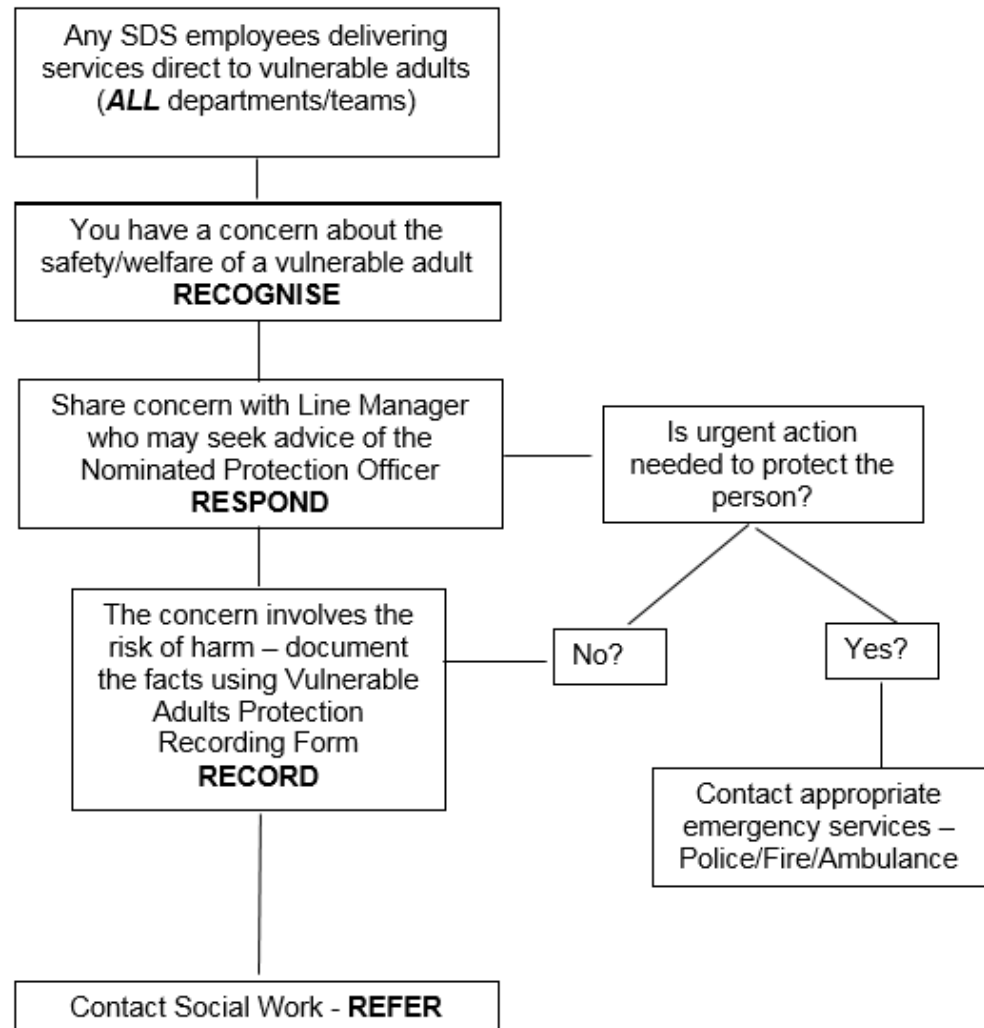 Any SDS employees delivering
services direct to vulnerable adults
(ALL departments/teams)
You have a concern about the
safety/welfare of a vulnerable adult
RECOGNISE
Share concern with Line Manager
who may seek advice of the
Nominated Protection Officer
RESPOND
Is urgent action
needed to protect the
person?
The concern involves the
risk of harm – document
the facts using Vulnerable
Adults Protection
Recording Form
RECORD
No?
Yes?
Contact appropriate
emergency services –
Police/Fire/Ambulance
Contact Social Work - REFER